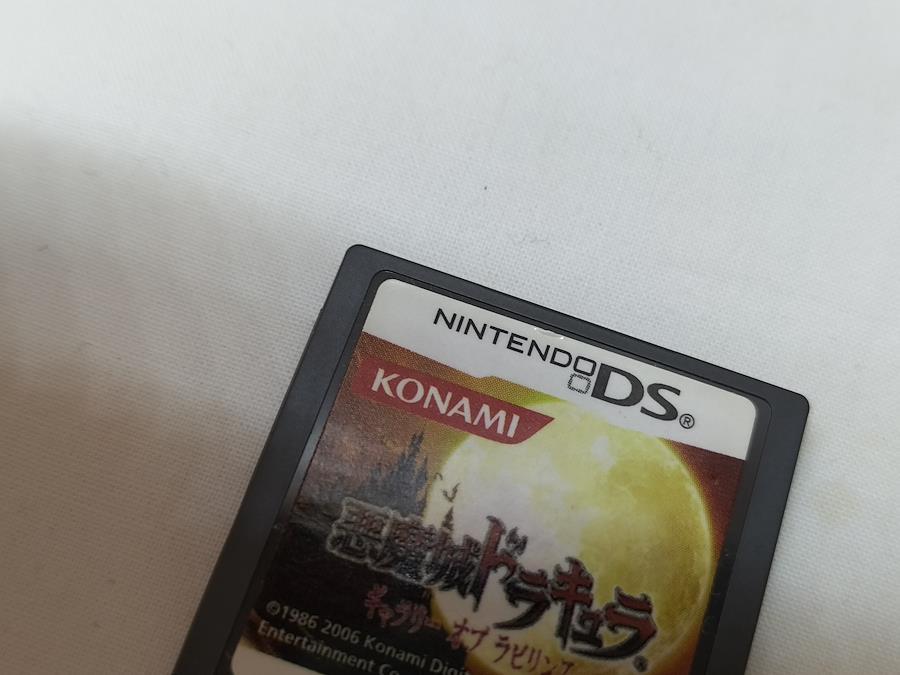 NINTENDO DS®
KONAMI
悪魔城ドラキュラ
ギャラリー オブ ラビリンス
©1986 2006 Konami Digit
Entertainment Co